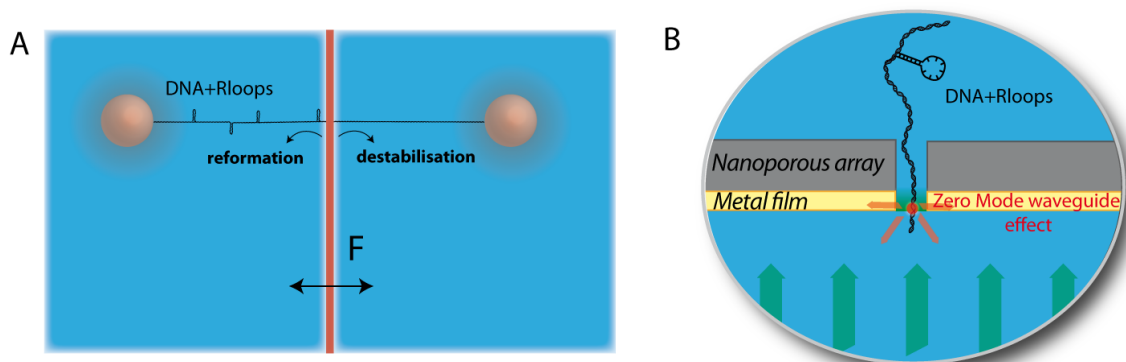 A
DNA+Rloops
reformation
destabilisation
F
B
DNA+Rloops
Nanoporous array
Metal film
Zero Mode waveguide
effect